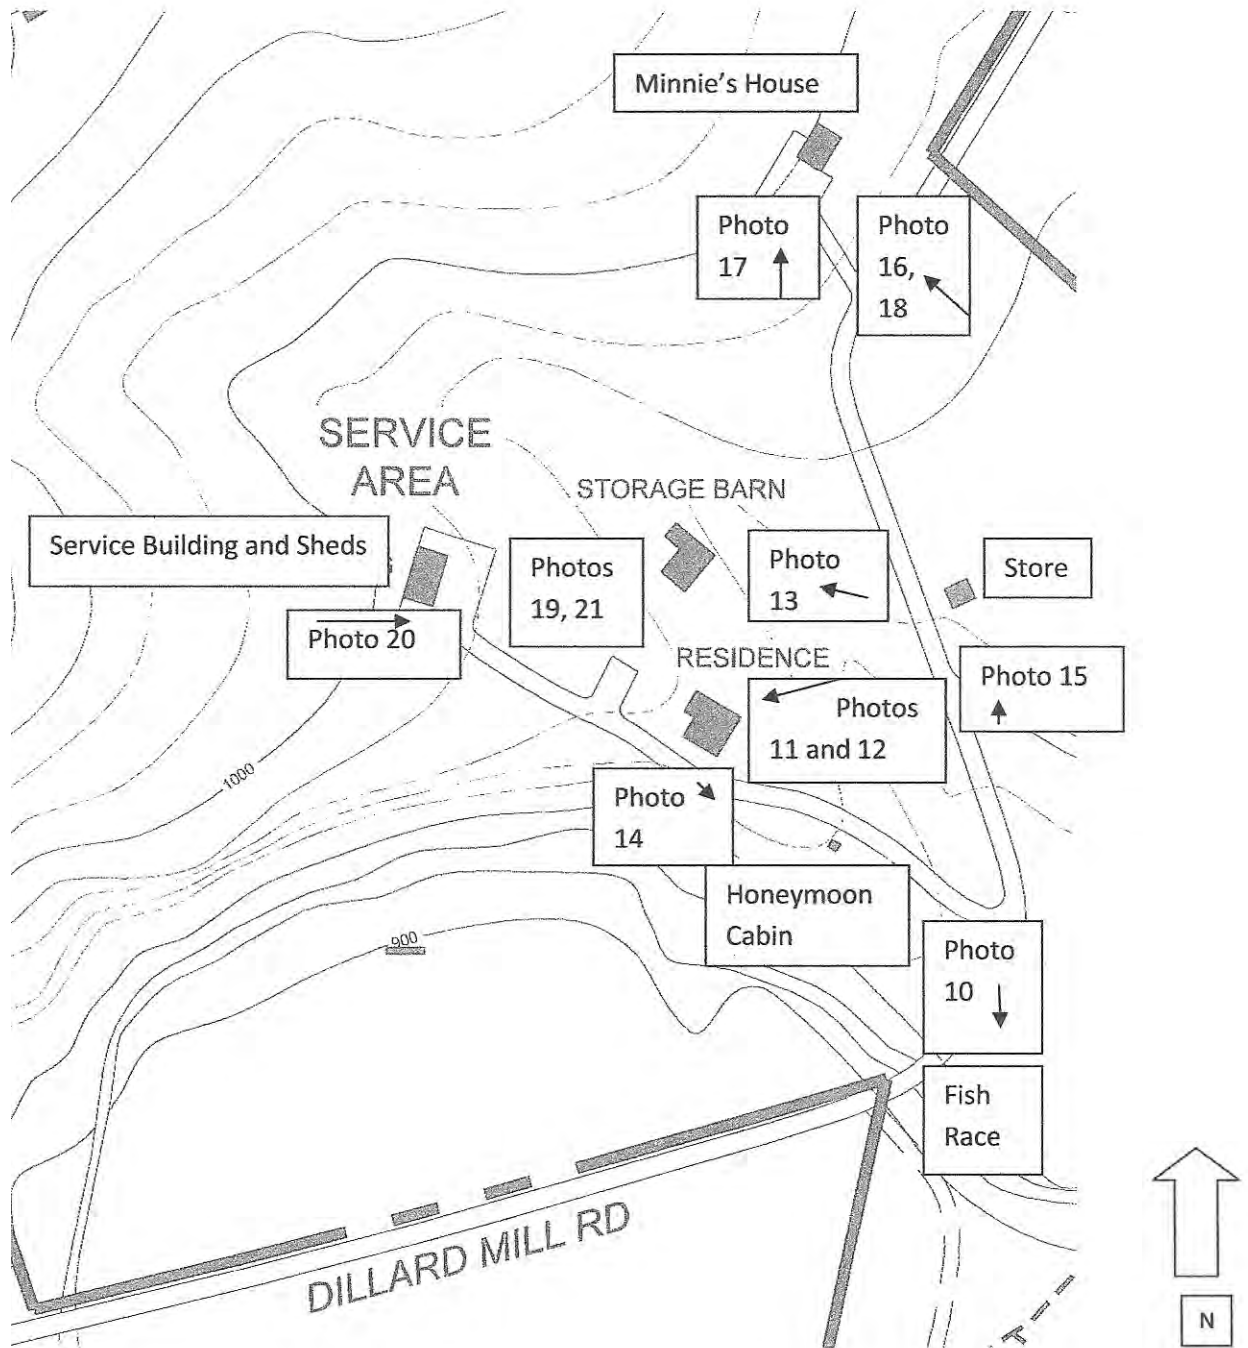 Minnie's House
Photo
17
Photo
16,
18
SERVICE
AREA
STORAGE BARN
Service Building and Sheds
Photos
19, 21
Photo
13
Store
Photo 20
RESIDENCE
Photo 15
Photos
11 and 12
1000
Photo
14
Honeymoon
Cabin
900
Photo
10
Fish
Race
DILLARD MILL RD
N